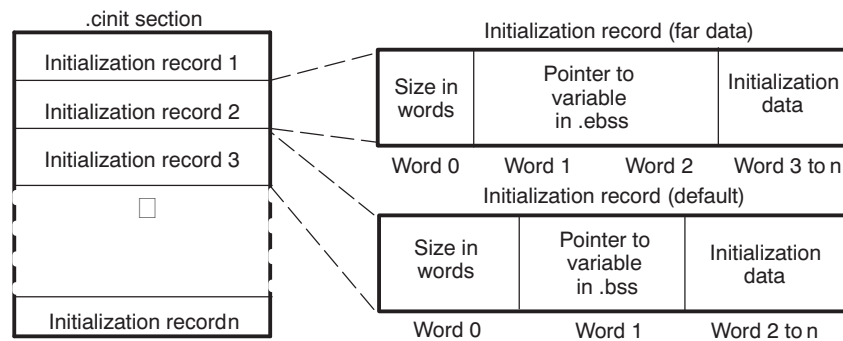 .cinit section
Initialization record 1
Initialization record 2
Initialization record 3
Initialization recordn
Initialization record (far data)
Size in
words
Pointer to
variable
in .ebss
Initialization
data
Word 0
Word 1
Word 2
Word 3 to n
Initialization record (default)
Size in
words
Pointer to
variable
in .bss
Initialization
data
Word 0
Word 1
Word 2 to n